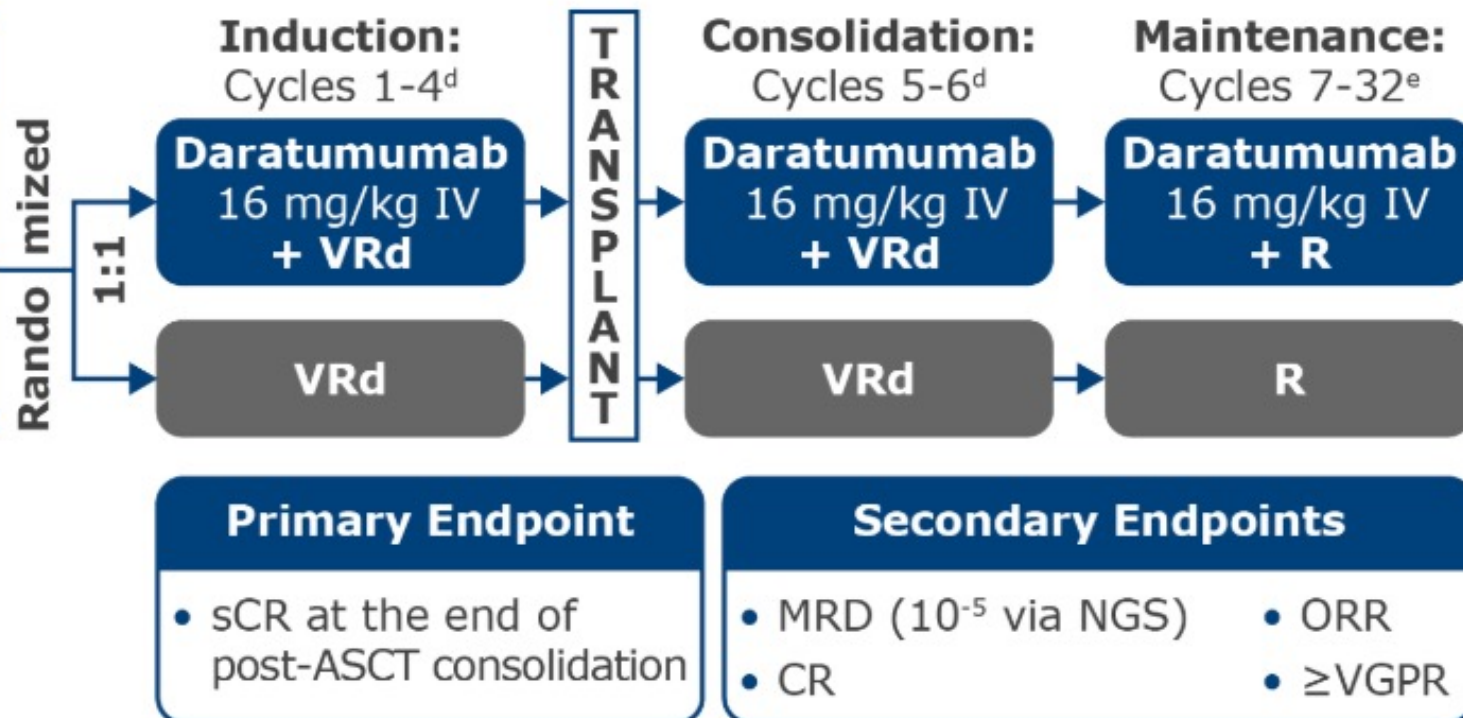 Rando mized
1:1
Induction:
Cycles 1-4ᵈ
Daratumumab
16 mg/kg IV
+ VRd
VRd
TRANSPLANT
Consolidation:
Cycles 5-6ᵈ
Daratumumab
16 mg/kg IV
+ VRd
VRd
Maintenance:
Cycles 7-32ᵉ
Daratumumab
16 mg/kg IV
+ R
R
Primary Endpoint
• sCR at the end of
post-ASCT consolidation
Secondary Endpoints
• MRD (10⁻⁵ via NGS)
• CR
• ORR
• ≥VGPR